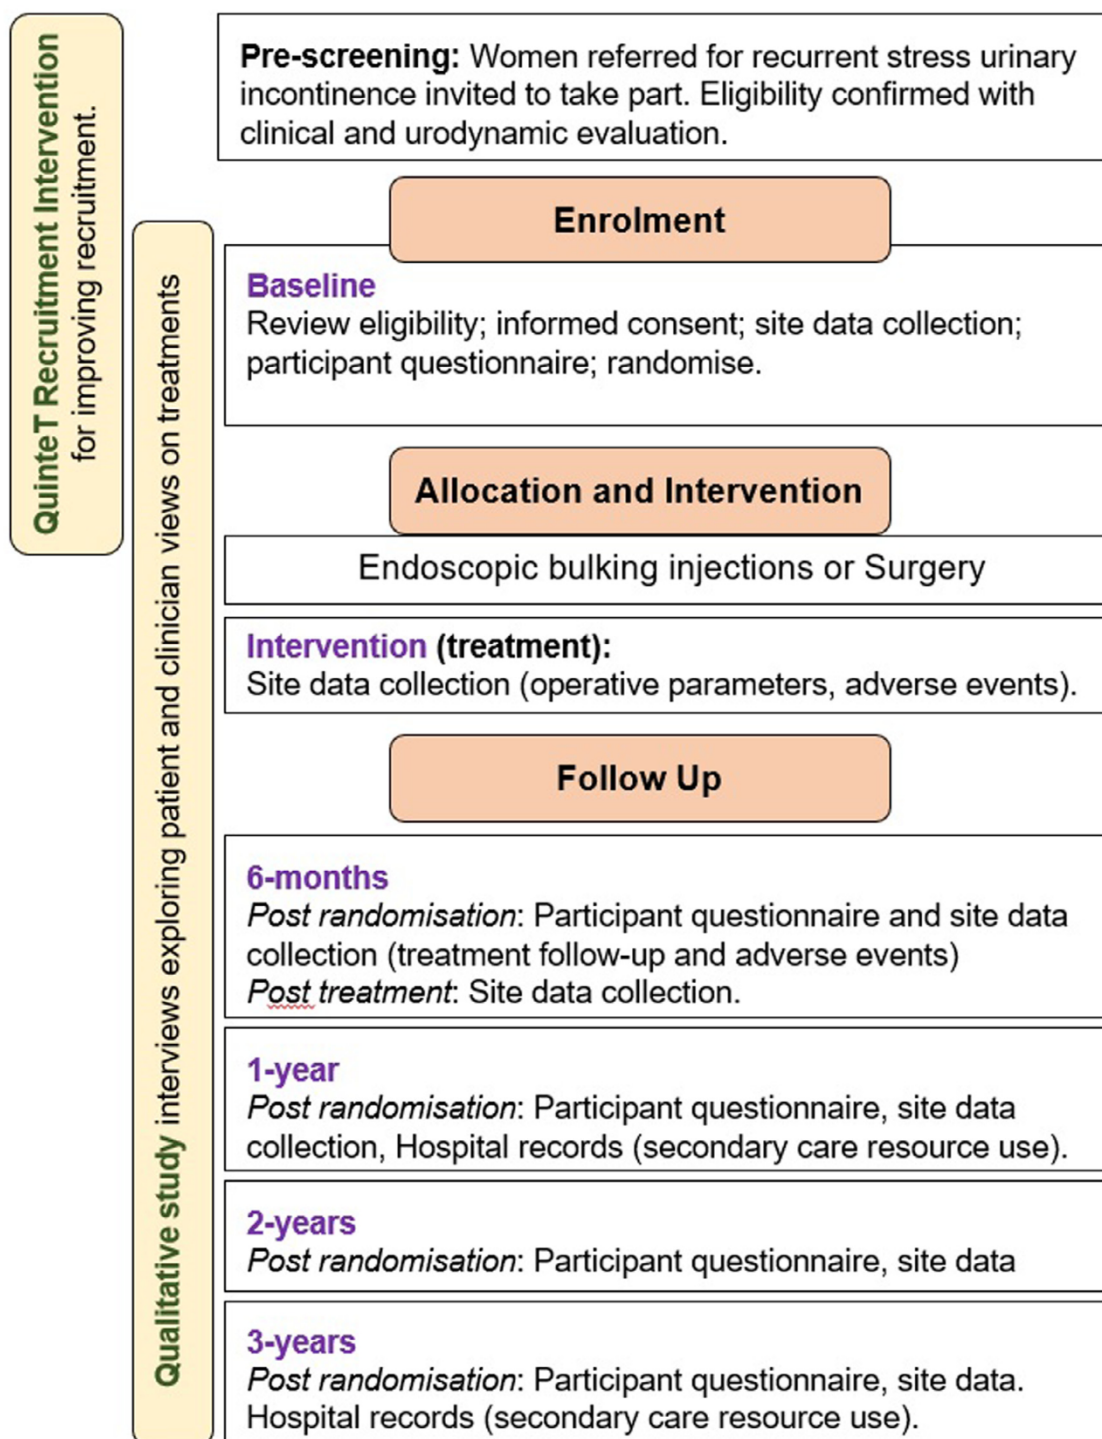 QuinteT Recruitment Intervention
for improving recruitment.
Qualitative study interviews exploring patient and clinician views on treatments
Pre-screening: Women referred for recurrent stress urinary
incontinence invited to take part. Eligibility confirmed with
clinical and urodynamic evaluation.
Enrolment
Baseline
Review eligibility; informed consent; site data collection;
participant questionnaire; randomise.
Allocation and Intervention
Endoscopic bulking injections or Surgery
Intervention (treatment):
Site data collection (operative parameters, adverse events).
Follow Up
6-months
Post randomisation: Participant questionnaire and site data
collection (treatment follow-up and adverse events)
Post treatment: Site data collection.
1-year
Post randomisation: Participant questionnaire, site data
collection, Hospital records (secondary care resource use).
2-years
Post randomisation: Participant questionnaire, site data
3-years
Post randomisation: Participant questionnaire, site data.
Hospital records (secondary care resource use).